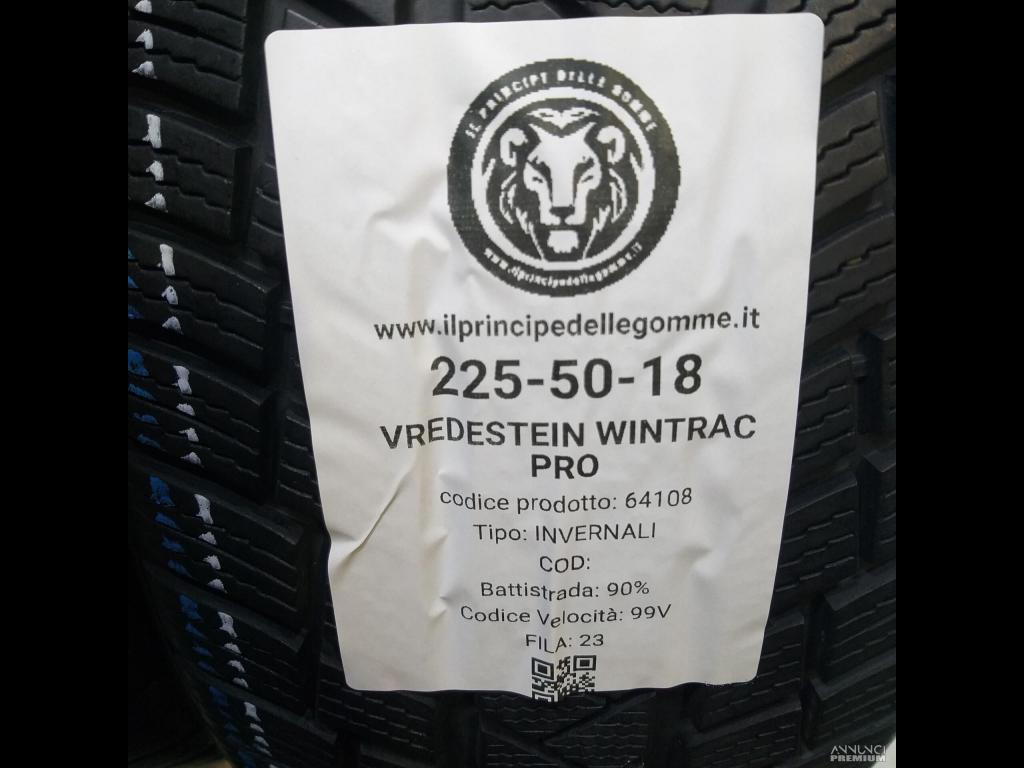 IL PRINCIPE DELLE GOMME
www.ilprincipedellegomme.it
www.ilprincipedellegomme.it
225-50-18
VREDESTEIN WINTRAC
PRO
codice prodotto: 64108
Tipo: INVERNALI
COD:
Battistrada: 90%
Codice Velocità: 99V
FILA: 23
ANNUNCI
PREMIUM